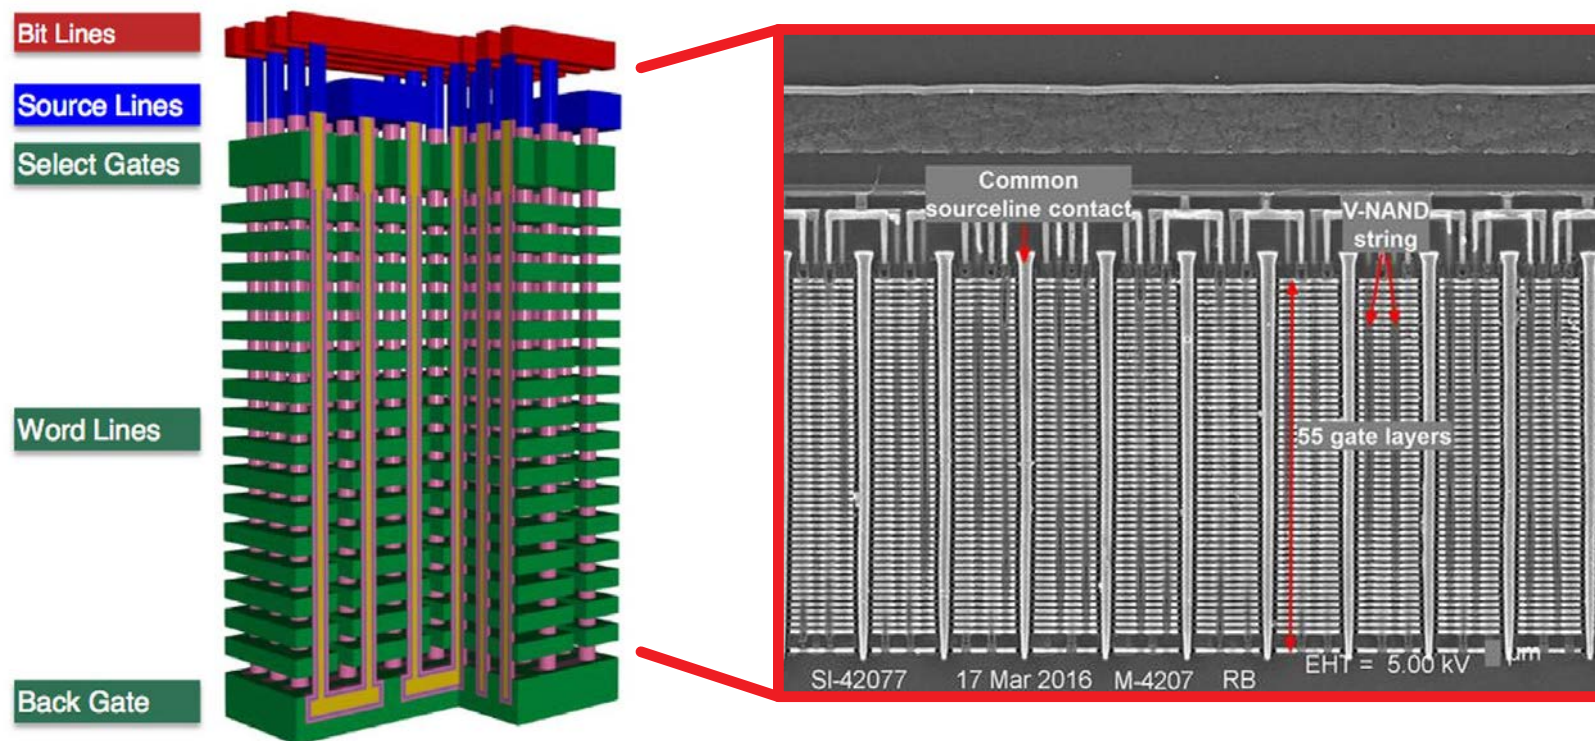 Bit Lines
Source Lines
Select Gates
Word Lines
Back Gate
Common
sourceline contact
V-NAND
string
55 gate layers
SI-42077 17 Mar 2016 M-4207 RB EHT = 5.00 kV µm